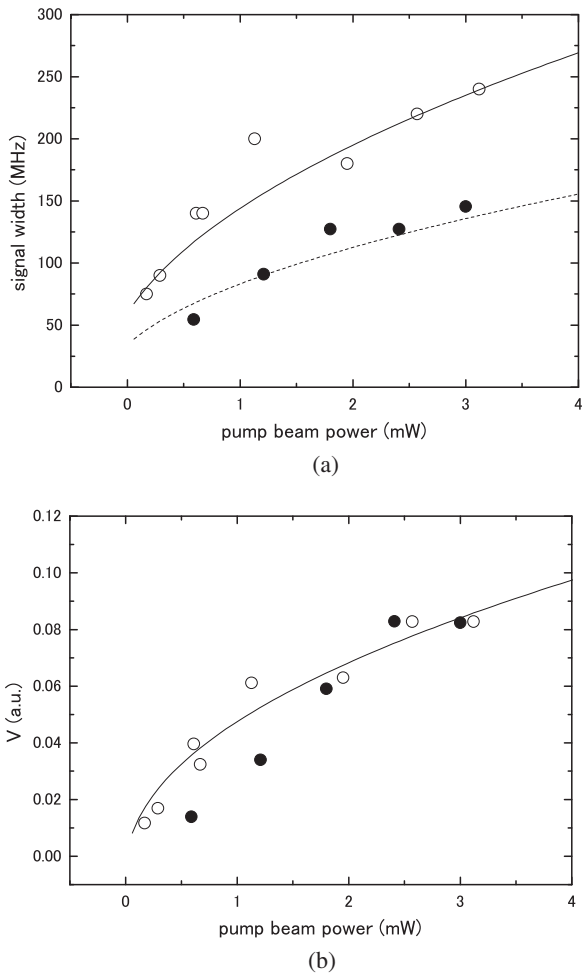 300
250
200
150
100
50
0
signal width (MHz)
0 1 2 3 4
pump beam power (mW)
(a)
0.12
0.10
0.08
0.06
0.04
0.02
0.00
V (a.u.)
0 1 2 3 4
pump beam power (mW)
(b)